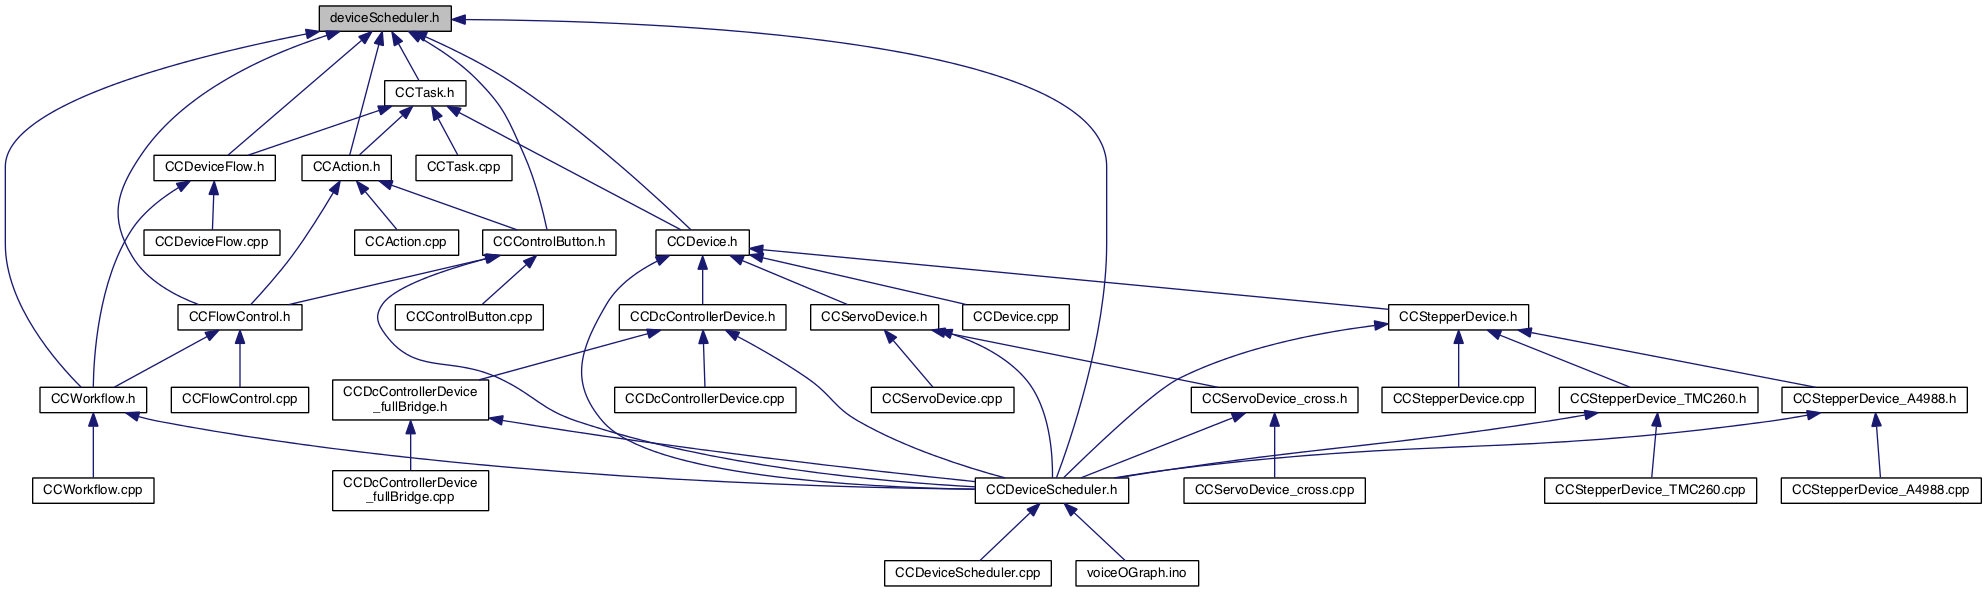 deviceScheduler.h
CCTask.h
CCDeviceFlow.h
CCAction.h
CCTask.cpp
CCDeviceFlow.cpp
CCAction.cpp
CCControlButton.h
CCDevice.h
CCFlowControl.h
CCControlButton.cpp
CCDcControllerDevice.h
CCServoDevice.h
CCDevice.cpp
CCStepperDevice.h
CCWorkflow.h
CCFlowControl.cpp
CCDcControllerDevice
_fullBridge.h
CCDcControllerDevice.cpp
CCServoDevice.cpp
CCServoDevice_cross.h
CCStepperDevice.cpp
CCStepperDevice_TMC260.h
CCStepperDevice_A4988.h
CCWorkflow.cpp
CCDcControllerDevice
_fullBridge.cpp
CCDeviceScheduler.h
CCServoDevice_cross.cpp
CCStepperDevice_TMC260.cpp
CCStepperDevice_A4988.cpp
CCDeviceScheduler.cpp
voiceOGraph.ino